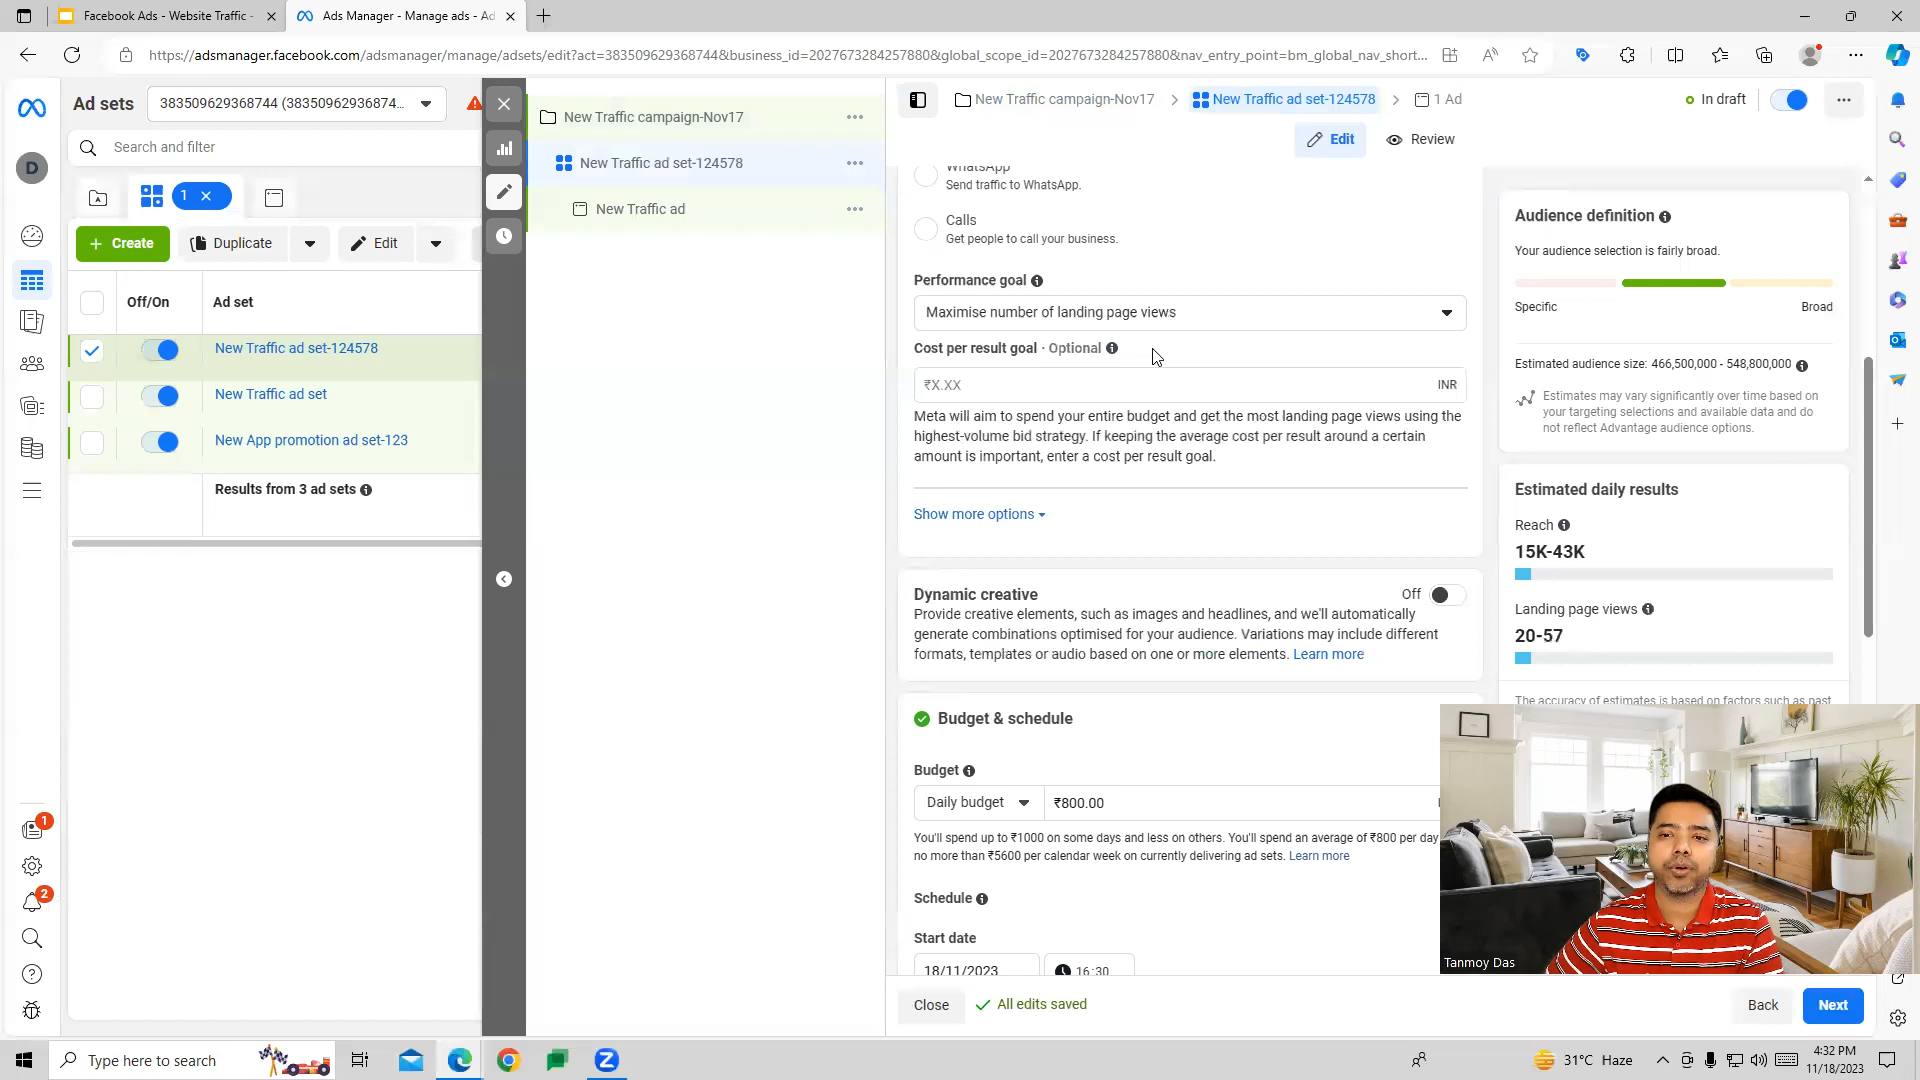 Facebook Ads - Website Traffic -
Ads Manager - Manage ads - Ad
https://adsmanager.facebook.com/adsmanager/manage/adsets/edit?act=383509629368744&business_id=2027673284257880&global_scope_id=2027673284257880&nav_entry_point=bm_global_nav_short...
Ad sets
383509629368744 (38350962936874...
Search and filter
D
1
Create
Duplicate
Edit
Off/On
Ad set
New Traffic ad set-124578
New Traffic ad set
New App promotion ad set-123
Results from 3 ad sets
1
2
New Traffic campaign-Nov17
New Traffic ad set-124578
New Traffic ad
New Traffic campaign-Nov17
New Traffic ad set-124578
1 Ad
In draft
Edit
Review
WhatsApp
Send traffic to WhatsApp.
Calls
Get people to call your business.
Performance goal
Maximise number of landing page views
Cost per result goal · Optional
₹X.XX
INR
Meta will aim to spend your entire budget and get the most landing page views using the
highest-volume bid strategy. If keeping the average cost per result around a certain
amount is important, enter a cost per result goal.
Show more options
Dynamic creative
Off
Provide creative elements, such as images and headlines, and we'll automatically
generate combinations optimised for your audience. Variations may include different
formats, templates or audio based on one or more elements. Learn more
Budget & schedule
Budget
Daily budget
₹800.00
You'll spend up to ₹1000 on some days and less on others. You'll spend an average of ₹800 per day
no more than ₹5600 per calendar week on currently delivering ad sets. Learn more
Schedule
Start date
18/11/2023
16:30
Close
All edits saved
Back
Next
Audience definition
Your audience selection is fairly broad.
Specific
Broad
Estimated audience size: 466,500,000 - 548,800,000
Estimates may vary significantly over time based on
your targeting selections and available data and do
not reflect Advantage audience options.
Estimated daily results
Reach
15K-43K
Landing page views
20-57
The accuracy of estimates is based on factors such as past
Tanmoy Das
Type here to search
31°C Haze
4:32 PM
11/18/2023